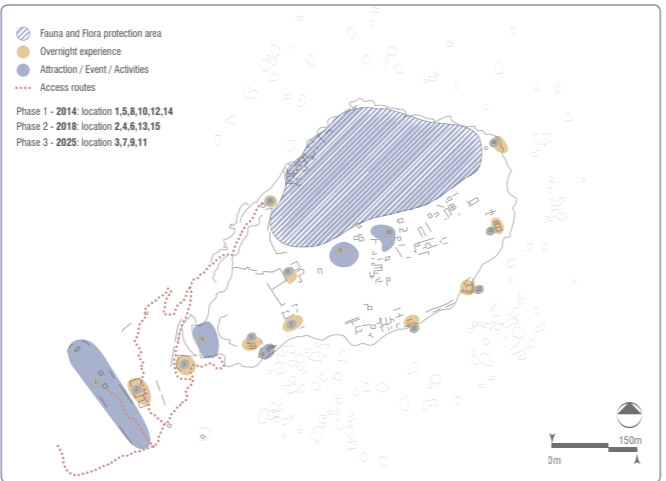 Fauna and Flora protection area
Overnight experience
Attraction / Event / Activities
Access routes
Phase 1 - 2014: location 1,5,8,10,12,14
Phase 2 - 2018: location 2,4,6,13,15
Phase 3 - 2025: location 3,7,9,11
150m
0m